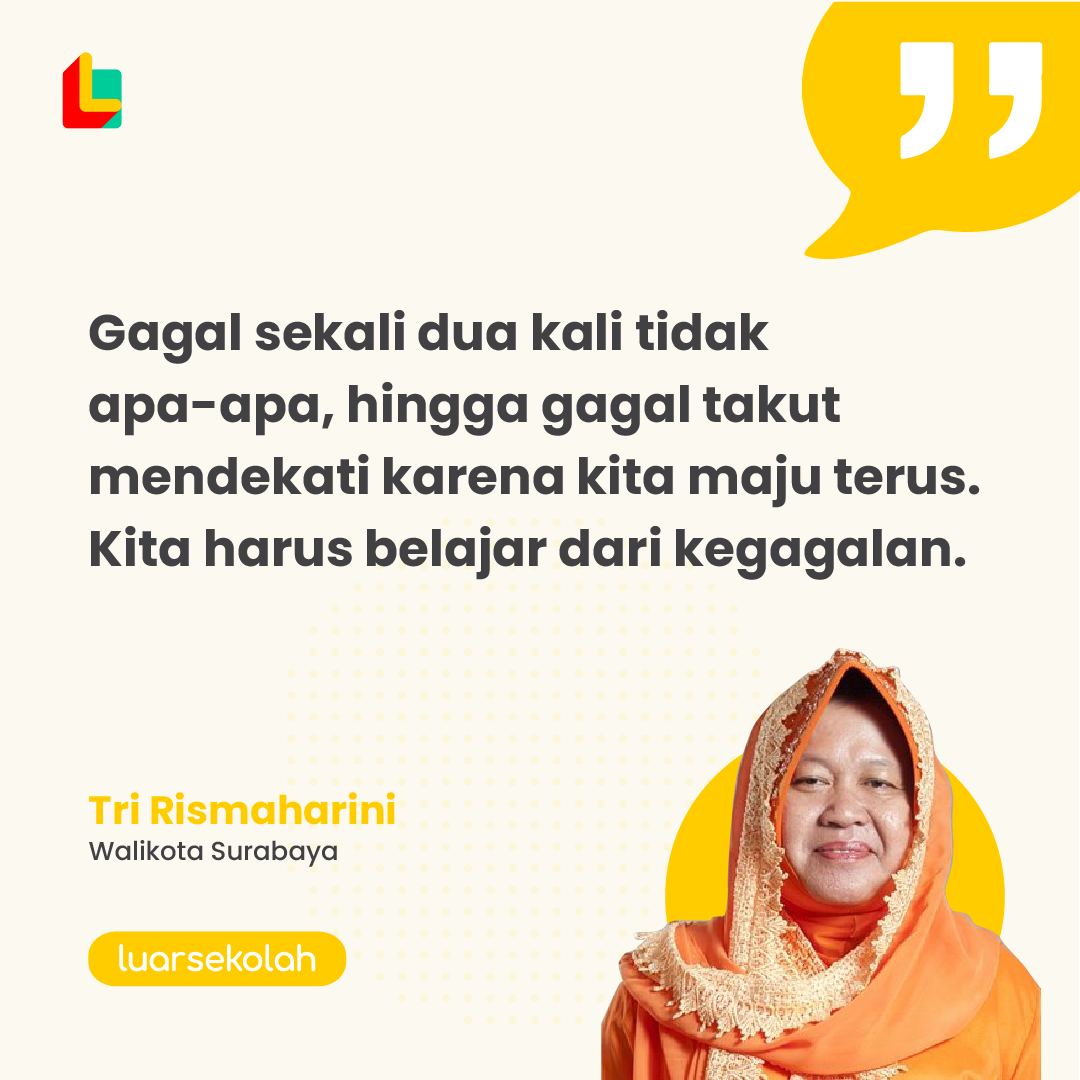 Gagal sekali dua kali tidak
apa-apa, hingga gagal takut
mendekati karena kita maju terus.
Kita harus belajar dari kegagalan.
Tri Rismaharini
Walikota Surabaya
luarsekolah